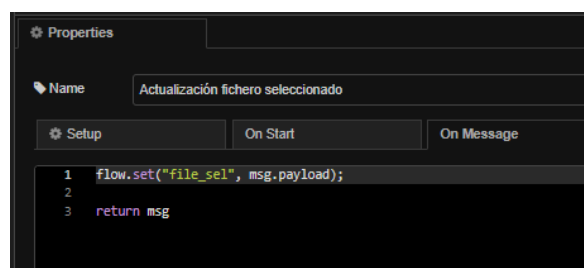 Properties
Name
Actualización fichero seleccionado
Setup
On Start
On Message
1 flow.set("file_sel", msg.payload);
2
3 return msg